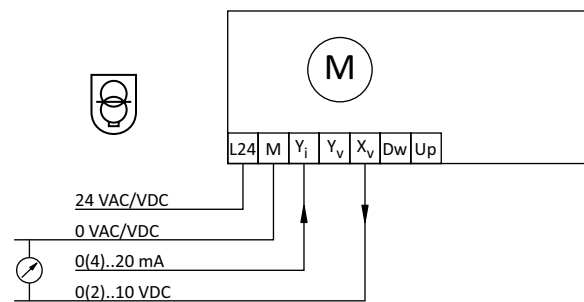 M
L24 M Yi Yv Xv Dw Up
24 VAC/VDC
0 VAC/VDC
0(4)..20 mA
0(2)..10 VDC